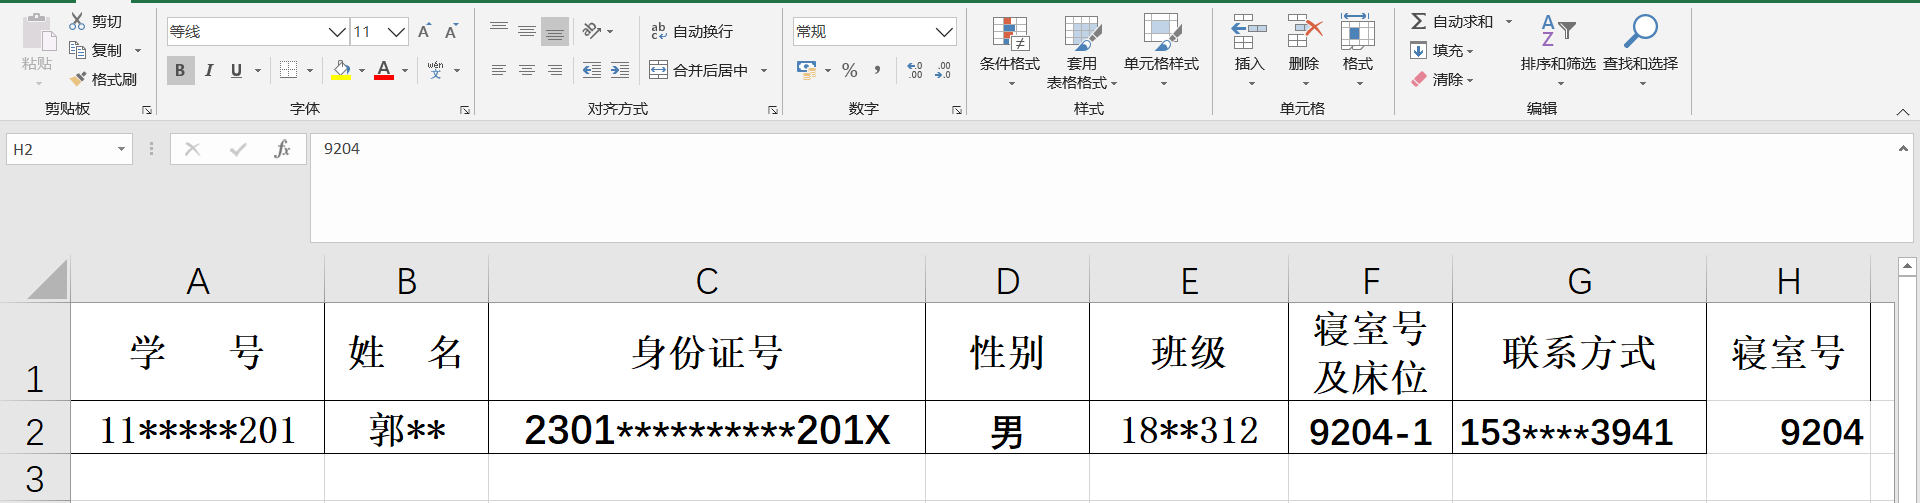 剪切
等线 11 A A
ab c 自动换行
常规
自动求和
粘贴
复制
填充
条件格式 套用 表格格式 单元格样式
插入 删除 格式
排序和筛选 查找和选择
格式刷
B I U A wén 文
合并后居中
% , .0 .00 .00 .0
清除
剪贴板 字体 对齐方式 数字 样式 单元格 编辑
H2 fx 9204
A B C D E F G H
1 学 号 姓 名 身份证号 性别 班级 寝室号 及床位 联系方式 寝室号
2 11*****201 郭** 2301**********201X 男 18**312 9204-1 153****3941 9204
3